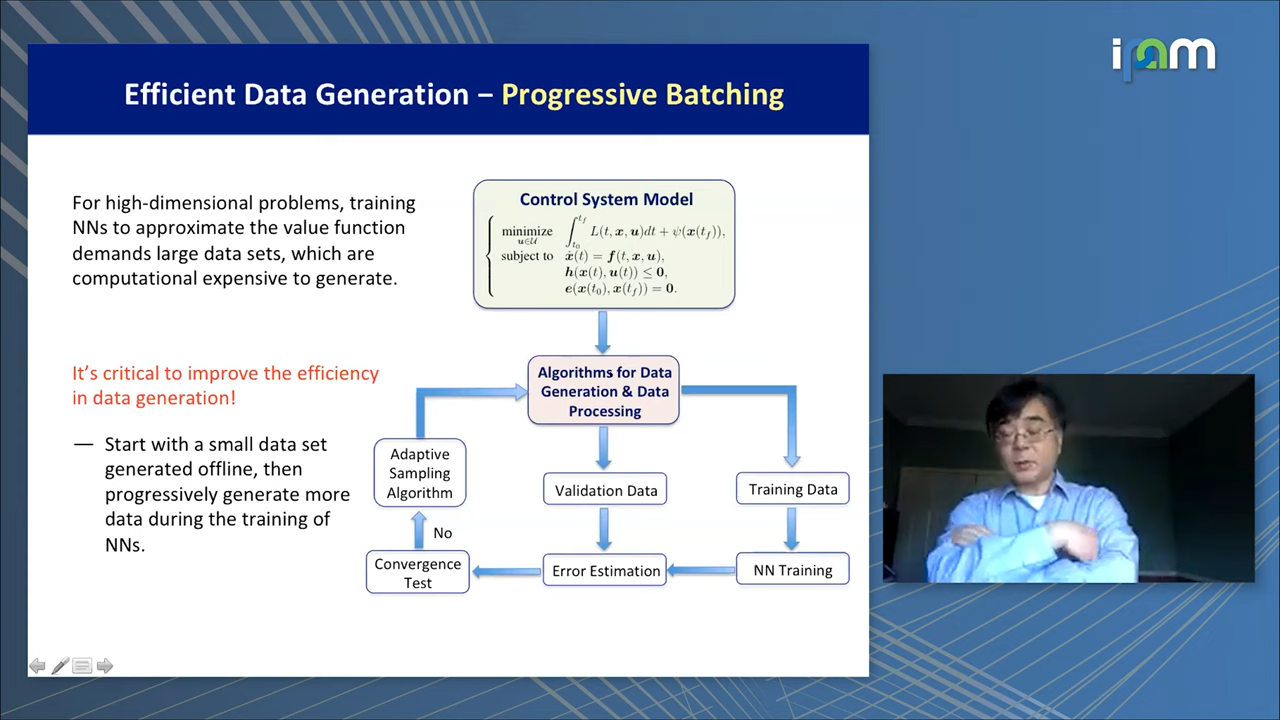 ipam
Efficient Data Generation – Progressive Batching
For high-dimensional problems, training
NNs to approximate the value function
demands large data sets, which are
computational expensive to generate.
It's critical to improve the efficiency
in data generation!
— Start with a small data set
generated offline, then
progressively generate more
data during the training of
NNs.
Control System Model
minimize ∫_{t_0}^{t_f} L(t, x, u)dt + ψ(x(t_f)),
u∈U
subject to ẋ(t) = f(t, x, u),
h(x(t), u(t)) ≤ 0,
e(x(t_0), x(t_f)) = 0.
Algorithms for Data
Generation & Data
Processing
Adaptive
Sampling
Algorithm
Validation Data
Training Data
No
Convergence
Test
Error Estimation
NN Training